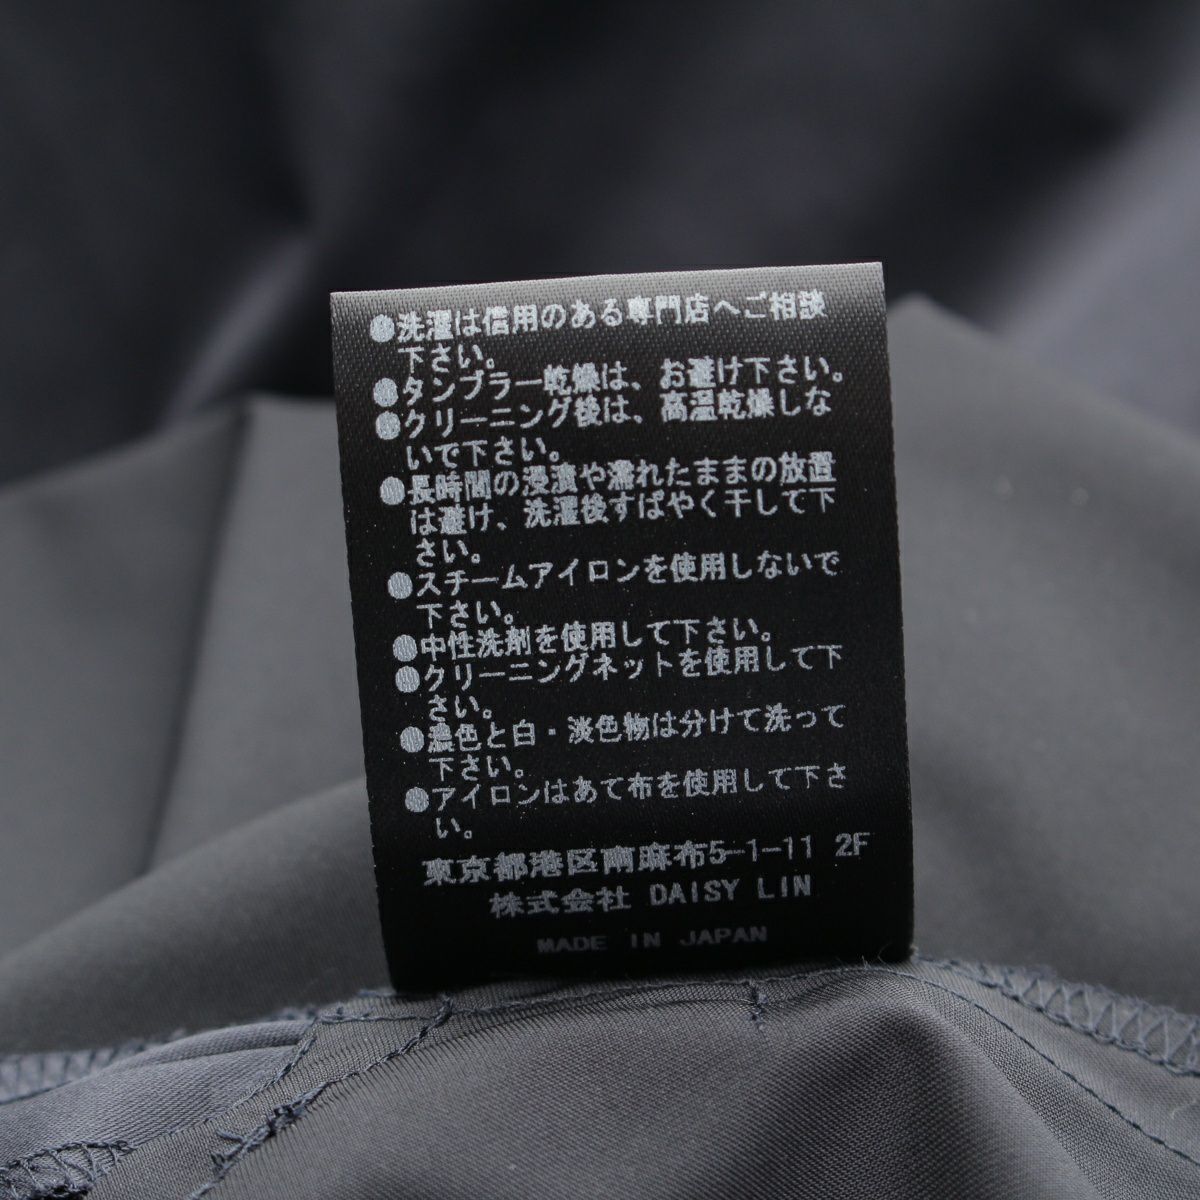 ●洗濯は信用のある専門店へご相談
下さい。
●タンブラー乾燥は、お避け下さい。
●クリーニング後は、高温乾燥しな
いで下さい。
●長時間の浸漬や濡れたままの放置
は避け、洗濯後すばやく干して下
さい。
●スチームアイロンを使用しないで
下さい。
●中性洗剤を使用して下さい。
●クリーニングネットを使用して下
さい。
●濃色と白・淡色物は分けて洗って
下さい。
●アイロンはあて布を使用して下さ
い。
東京都港区南麻布5-1-11 2F
株式会社 DAISY LIN
MADE IN JAPAN